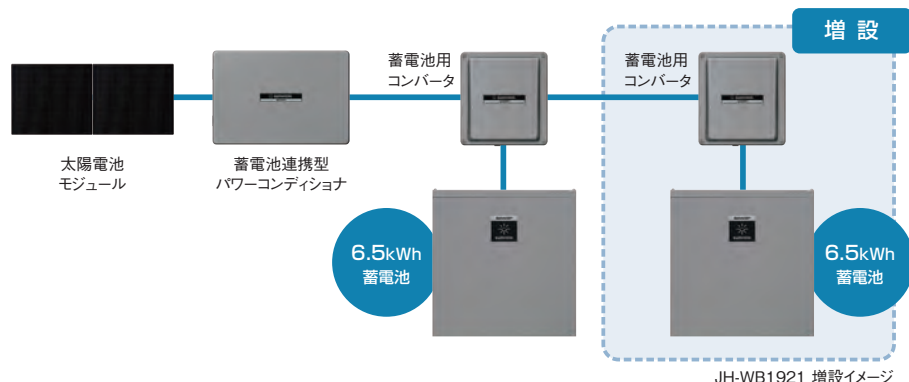 増 設
蓄電池用
コンバータ
蓄電池用
コンバータ
太陽電池
モジュール
蓄電池連携型
パワーコンディショナ
6.5kWh
蓄電池
6.5kWh
蓄電池
JH-WB1921 増設イメージ